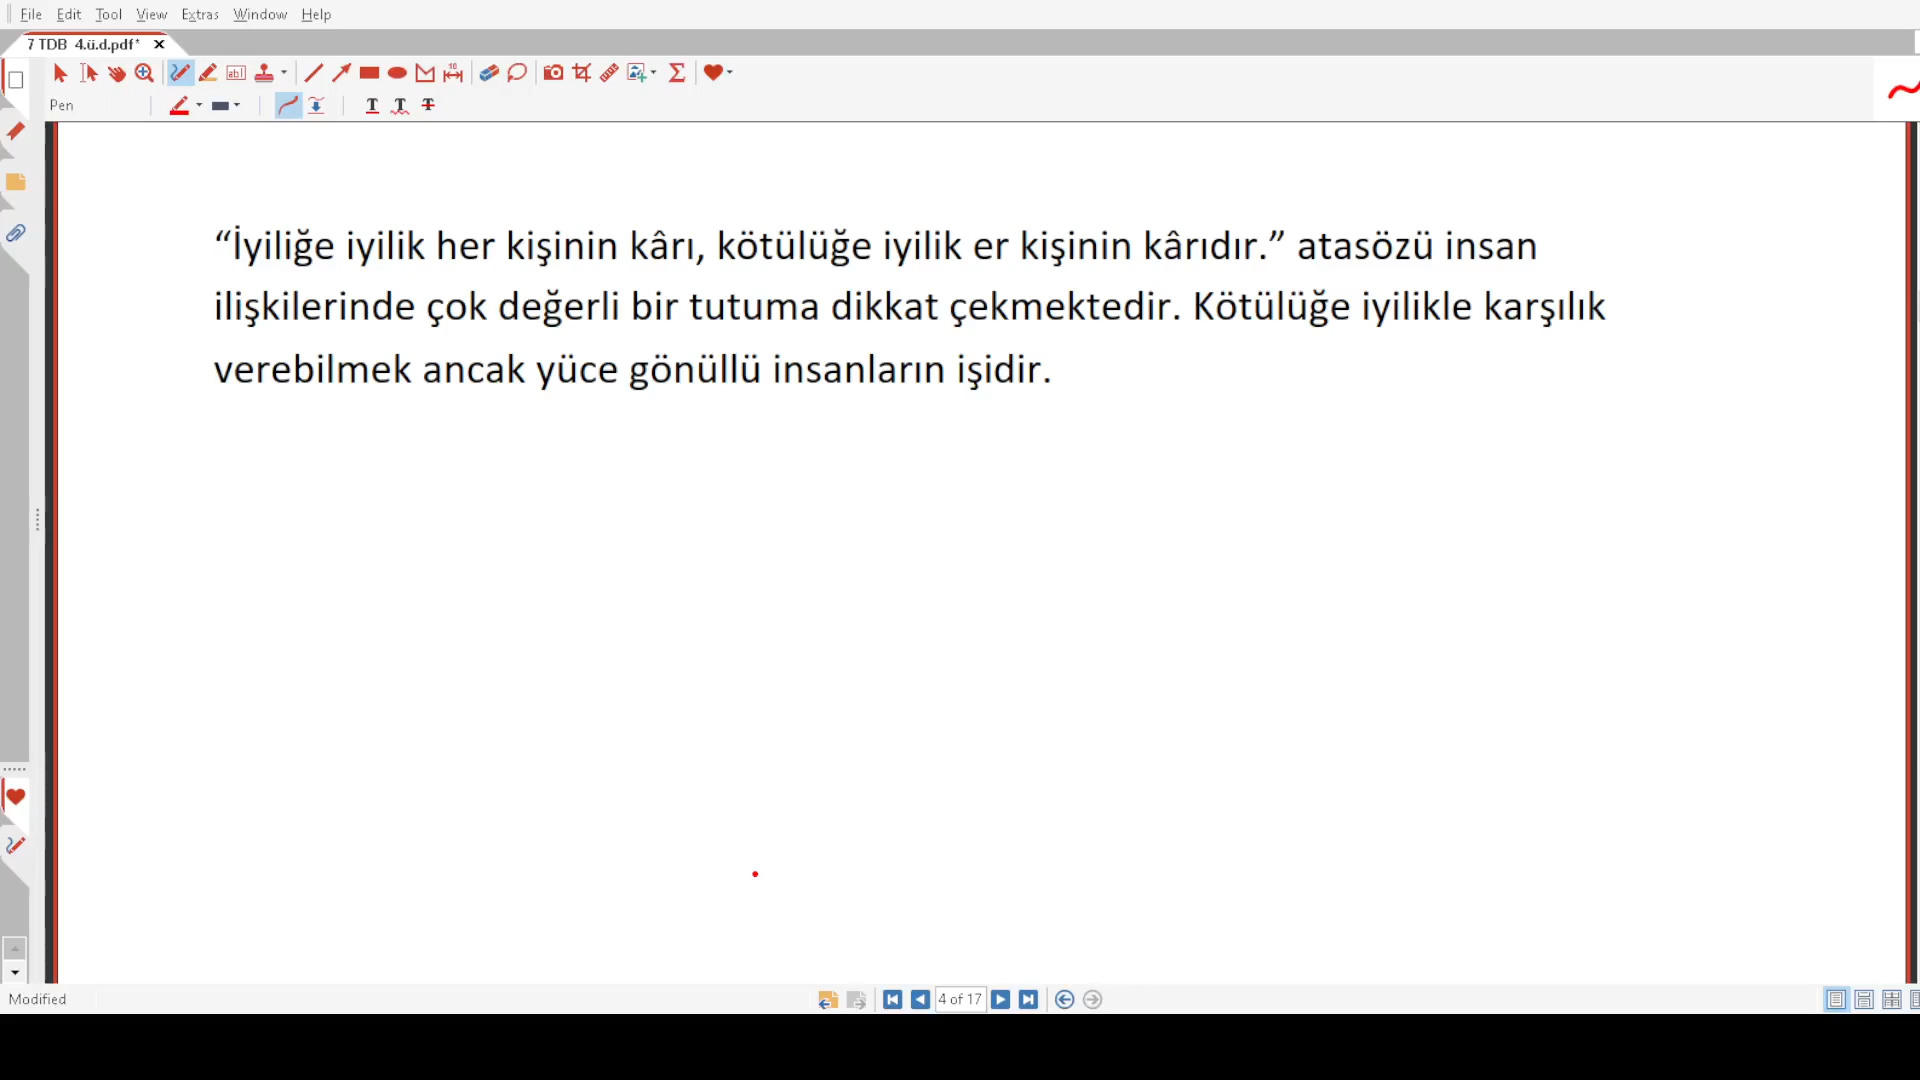 File Edit Tool View Extras Window Help
7 TDB 4.ü.d.pdf*
Pen
“İyiliğe iyilik her kişinin kârı, kötülüğe iyilik er kişinin kârıdır.” atasözü insan
ilişkilerinde çok değerli bir tutuma dikkat çekmektedir. Kötülüğe iyilikle karşılık
verebilmek ancak yüce gönüllü insanların işidir.
Modified
4 of 17